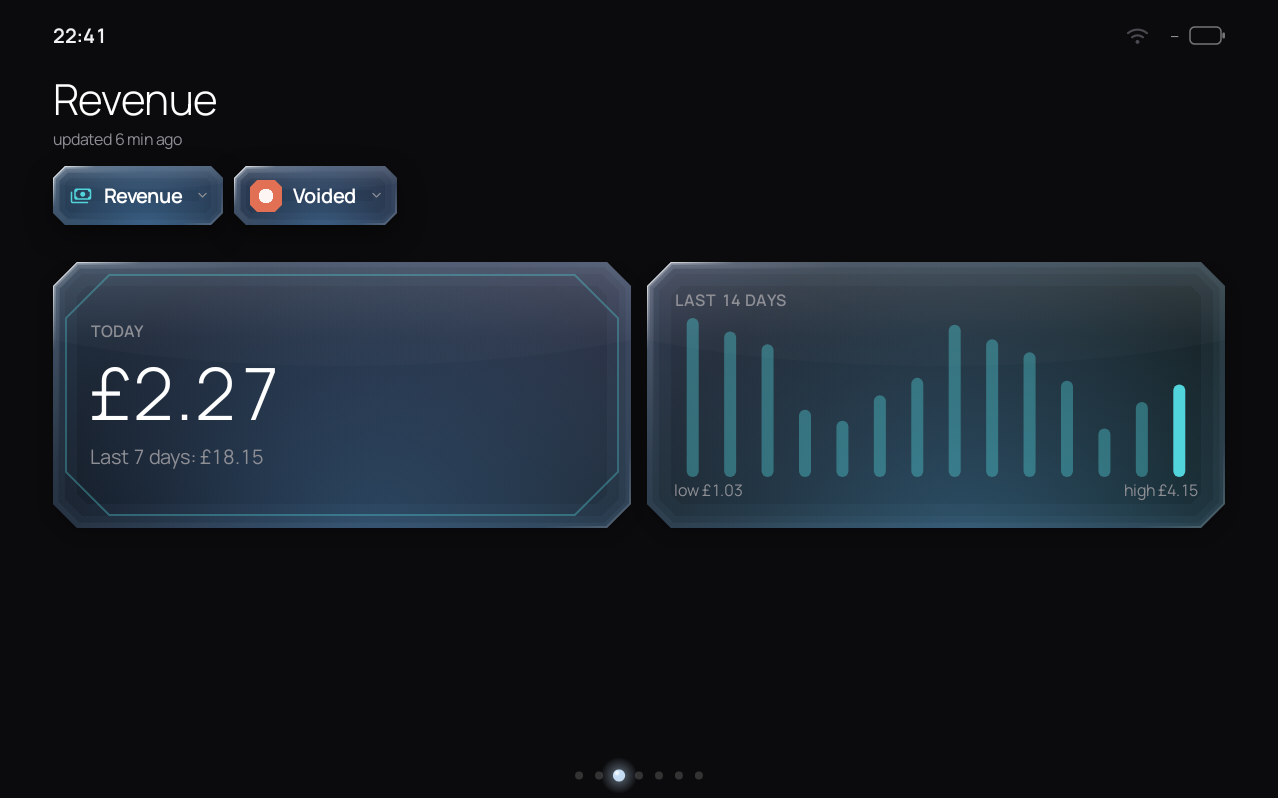 22:41
–
Revenue
updated 6 min ago
Revenue
Voided
TODAY
£2.27
Last 7 days: £18.15
LAST 14 DAYS
low £1.03
high £4.15